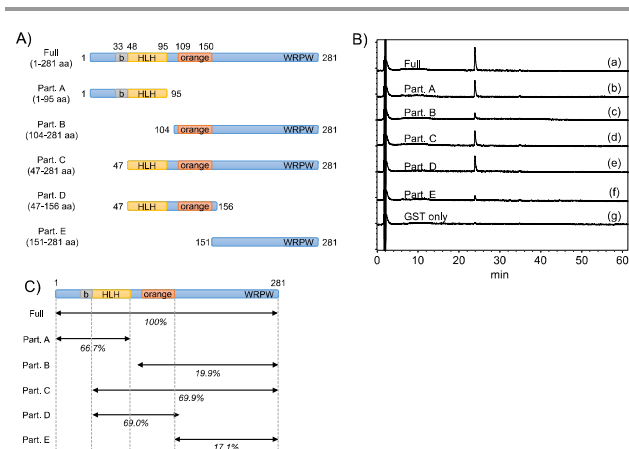 A)
33 48 95 109 150
Full
(1-281 aa)
1 b HLH orange WRPW 281
Part. A
(1-95 aa)
1 b HLH 95
Part. B
(104-281 aa)
104 orange WRPW 281
Part. C
(47-281 aa)
47 HLH orange WRPW 281
Part. D
(47-156 aa)
47 HLH orange 156
Part. E
(151-281 aa)
151 WRPW 281
B)
Full (a)
Part. A (b)
Part. B (c)
Part. C (d)
Part. D (e)
Part. E (f)
GST only (g)
0 10 20 30 40 50 60
min
C)
1 281
b HLH orange WRPW
Full
100%
Part. A
66.7%
Part. B
19.9%
Part. C
69.9%
Part. D
69.0%
Part. E
17.1%